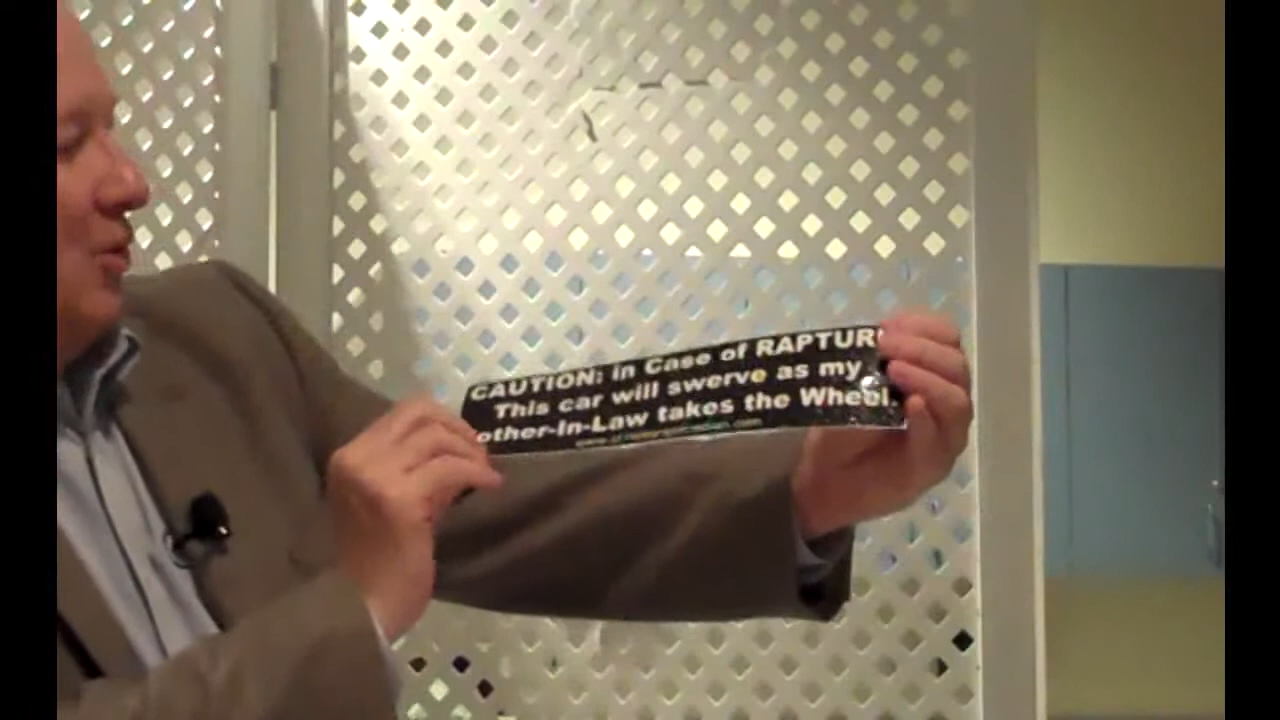 CAUTION: in Case of RAPTUR
This car will swerve as my
other-In-Law takes the Wheel.